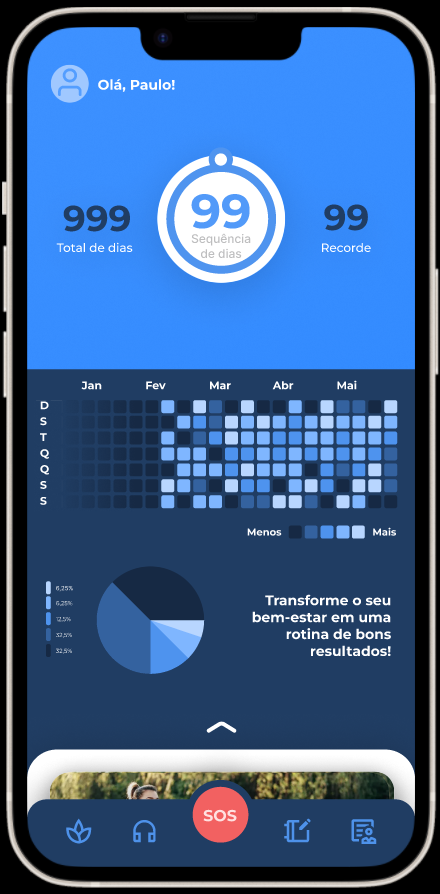 Olá, Paulo!
999
Total de dias
99
Sequência
de dias
99
Recorde
Jan Fev Mar Abr Mai
D
S
T
Q
Q
S
S
Menos Mais
6,25%
6,25%
12,5%
32,5%
32,5%
Transforme o seu
bem-estar em uma
rotina de bons
resultados!
SOS